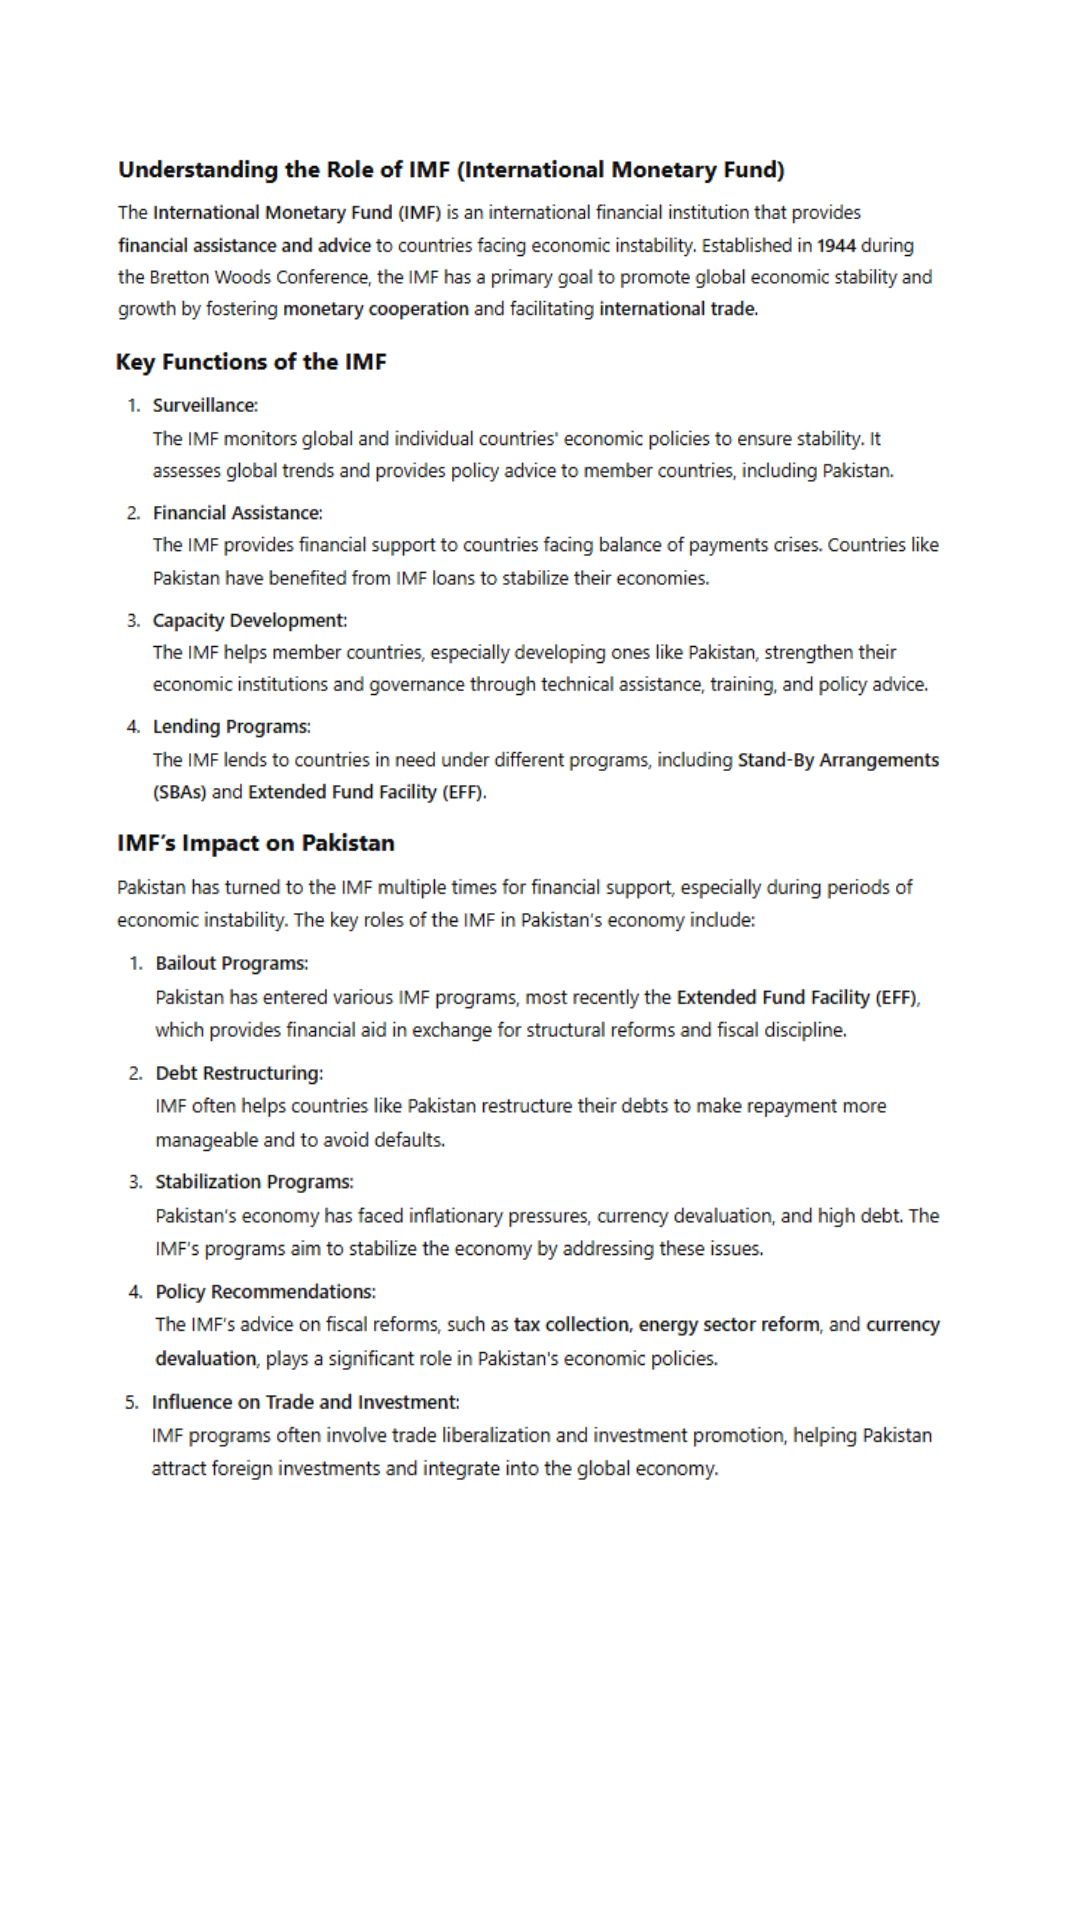 Understanding the Role of IMF (International Monetary Fund)
The International Monetary Fund (IMF) is an international financial institution that provides
financial assistance and advice to countries facing economic instability. Established in 1944 during
the Bretton Woods Conference, the IMF has a primary goal to promote global economic stability and
growth by fostering monetary cooperation and facilitating international trade.
Key Functions of the IMF
1. Surveillance:
The IMF monitors global and individual countries' economic policies to ensure stability. It
assesses global trends and provides policy advice to member countries, including Pakistan.
2. Financial Assistance:
The IMF provides financial support to countries facing balance of payments crises. Countries like
Pakistan have benefited from IMF loans to stabilize their economies.
3. Capacity Development:
The IMF helps member countries, especially developing ones like Pakistan, strengthen their
economic institutions and governance through technical assistance, training, and policy advice.
4. Lending Programs:
The IMF lends to countries in need under different programs, including Stand-By Arrangements
(SBAs) and Extended Fund Facility (EFF).
IMF's Impact on Pakistan
Pakistan has turned to the IMF multiple times for financial support, especially during periods of
economic instability. The key roles of the IMF in Pakistan's economy include:
1. Bailout Programs:
Pakistan has entered various IMF programs, most recently the Extended Fund Facility (EFF),
which provides financial aid in exchange for structural reforms and fiscal discipline.
2. Debt Restructuring:
IMF often helps countries like Pakistan restructure their debts to make repayment more
manageable and to avoid defaults.
3. Stabilization Programs:
Pakistan's economy has faced inflationary pressures, currency devaluation, and high debt. The
IMF's programs aim to stabilize the economy by addressing these issues.
4. Policy Recommendations:
The IMF's advice on fiscal reforms, such as tax collection, energy sector reform, and currency
devaluation, plays a significant role in Pakistan's economic policies.
5. Influence on Trade and Investment:
IMF programs often involve trade liberalization and investment promotion, helping Pakistan
attract foreign investments and integrate into the global economy.